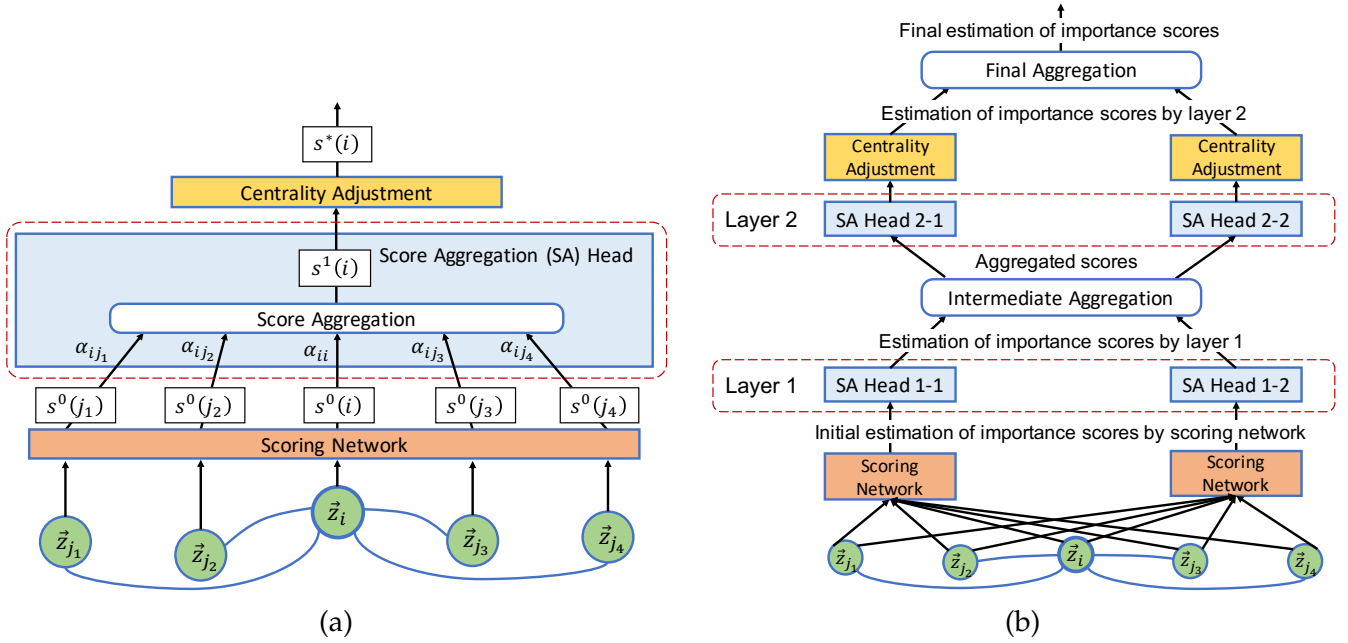 s*(i)
Centrality Adjustment
Score Aggregation (SA) Head
s¹(i)
Score Aggregation
α_{ij₁} α_{ij₂} α_{ii} α_{ij₃} α_{ij₄}
s⁰(j₁) s⁰(j₂) s⁰(i) s⁰(j₃) s⁰(j₄)
Scoring Network
z⃗_{j₁} z⃗_{j₂} z⃗_i z⃗_{j₃} z⃗_{j₄}
(a)
Final estimation of importance scores
Final Aggregation
Estimation of importance scores by layer 2
Centrality
Adjustment
Centrality
Adjustment
Layer 2
SA Head 2-1
SA Head 2-2
Aggregated scores
Intermediate Aggregation
Estimation of importance scores by layer 1
Layer 1
SA Head 1-1
SA Head 1-2
Initial estimation of importance scores by scoring network
Scoring
Network
Scoring
Network
z⃗_{j₁} z⃗_{j₂} z⃗_i z⃗_{j₃} z⃗_{j₄}
(b)